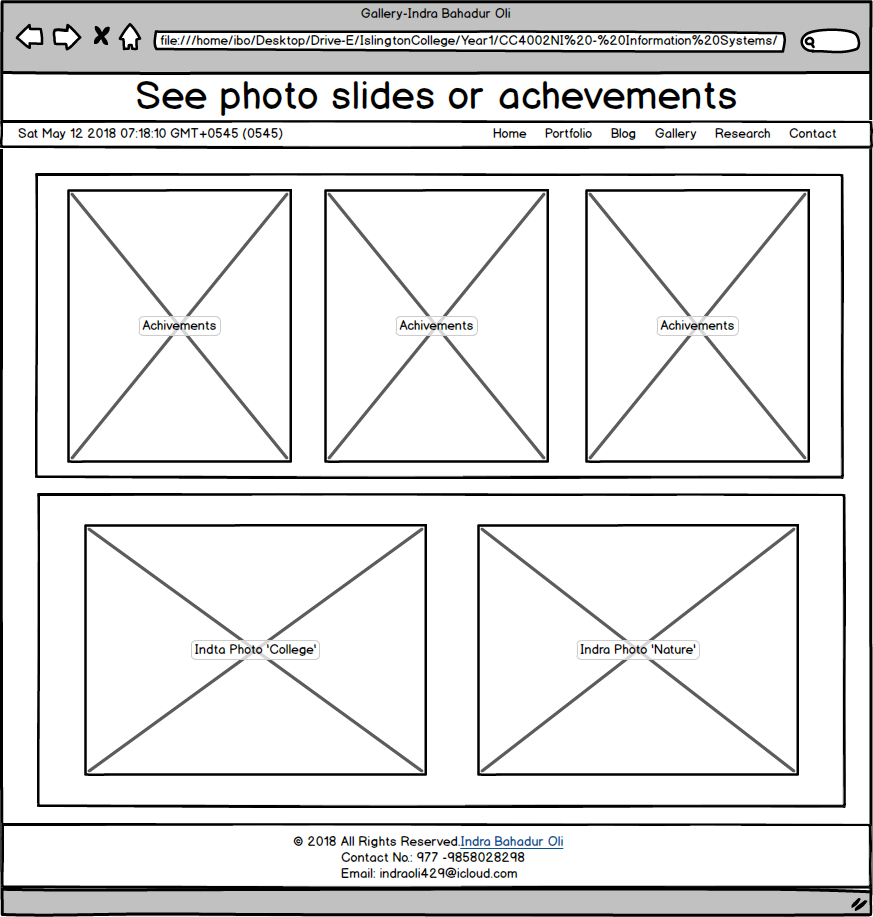 Gallery-Indra Bahadur Oli
file:///home/ibo/Desktop/Drive-E/IslingtonCollege/Year1/CC4002NI%20-%20Information%20Systems/
See photo slides or achevements
Sat May 12 2018 07:18:10 GMT+0545 (0545) Home Portfolio Blog Gallery Research Contact
Achivements Achivements Achivements
Indta Photo 'College' Indra Photo 'Nature'
© 2018 All Rights Reserved.Indra Bahadur Oli
Contact No.: 977 -9858028298
Email: indraoli429@icloud.com